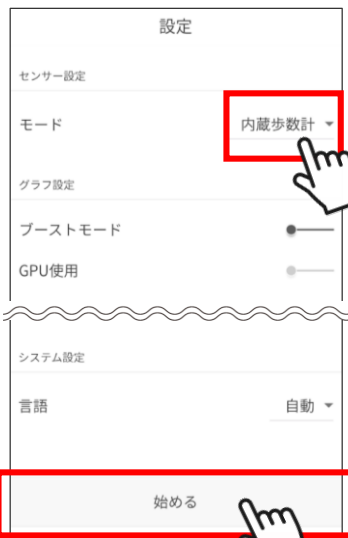 設定
センサー設定
モード 内蔵歩数計
グラフ設定
ブーストモード
GPU使用
システム設定
言語 自動
始める